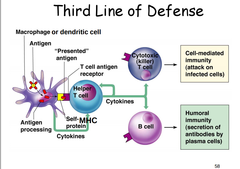 Third Line of Defense
Macrophage or dendritic cell
Antigen
"Presented"
antigen
T cell antigen
receptor
Helper
T cell
Cytotoxic
(killer)
T cell
Cell-mediated
immunity
(attack on
infected cells)
Cytokines
Antigen
processing
Self-
protein
MHC
Cytokines
B cell
Humoral
immunity
(secretion of
antibodies by
plasma cells)
58